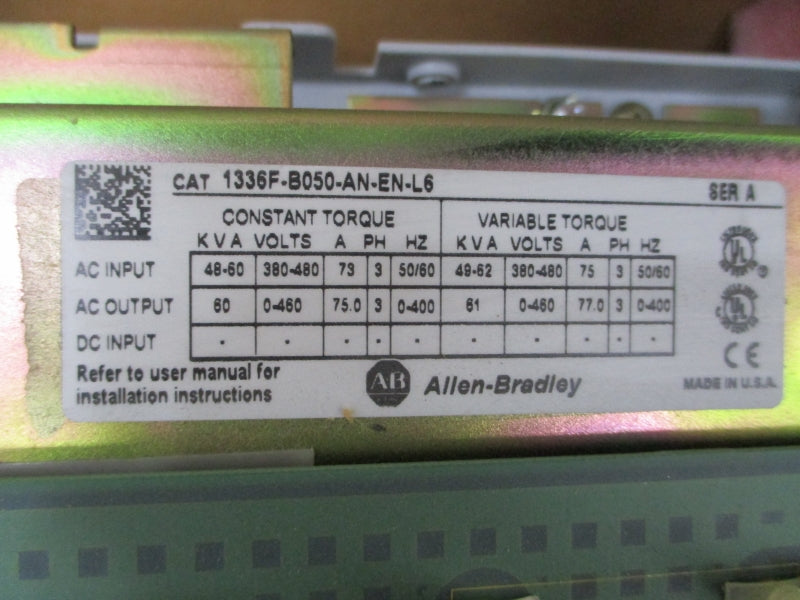 CAT 1336F-B050-AN-EN-L6 SER A
CONSTANT TORQUE VARIABLE TORQUE
KVA VOLTS A PH HZ KVA VOLTS A PH HZ
AC INPUT 48-60 380-480 73 3 50/60 49-62 380-480 75 3 50/60
AC OUTPUT 60 0-460 75.0 3 0-400 61 0-460 77.0 3 0-400
DC INPUT - - - - - - - - - -
Refer to user manual for
installation instructions
AB Allen-Bradley
UL
C UL
CE
MADE IN U.S.A.